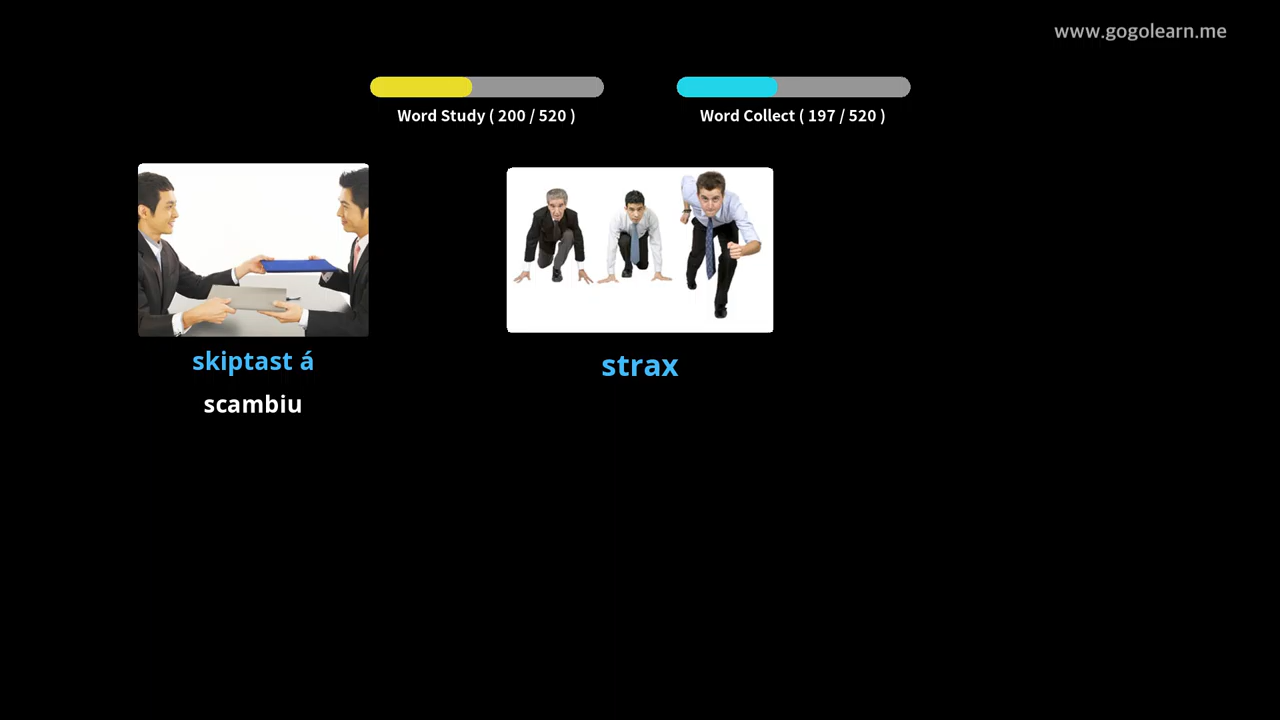 www.gogolearn.me
Word Study ( 200 / 520 )
Word Collect ( 197 / 520 )
skiptast á
scambiu
strax